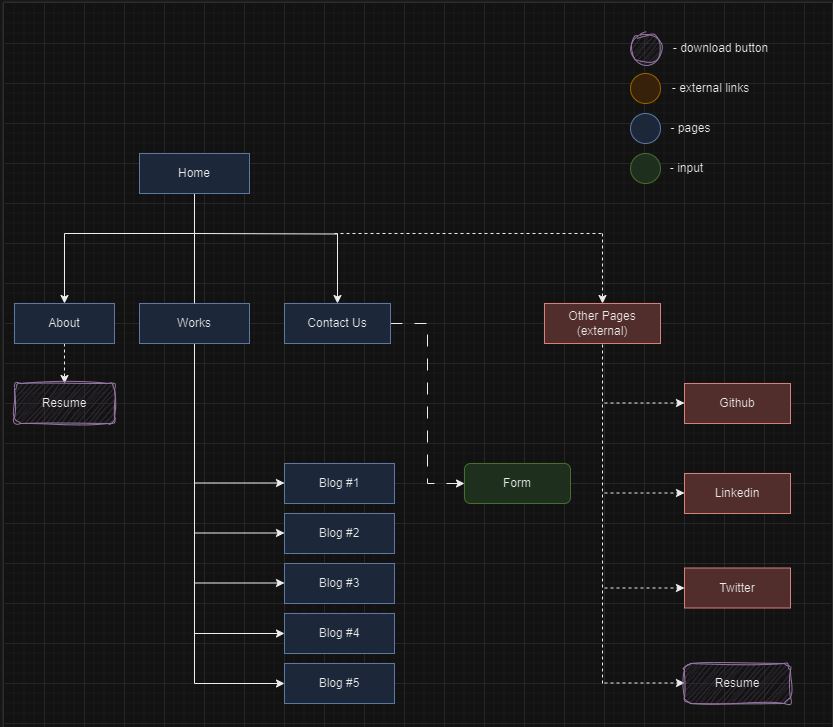 - download button
- external links
- pages
- input
Home
About
Works
Contact Us
Other Pages
(external)
Resume
Github
Blog #1
Form
Linkedin
Blog #2
Blog #3
Twitter
Blog #4
Blog #5
Resume